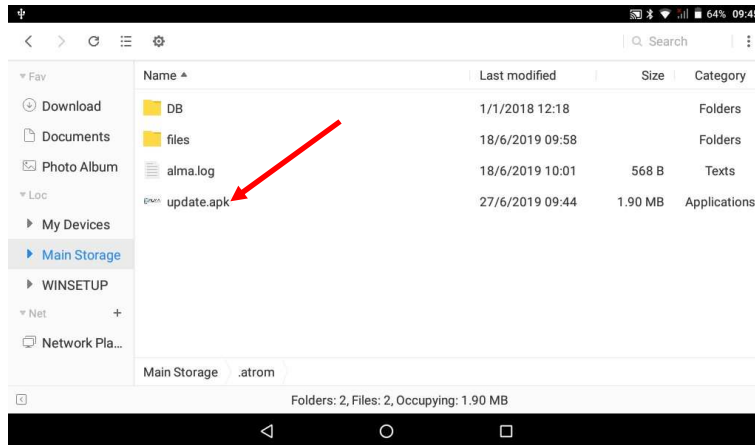 64% 09:45
Search
Fav
Name Last modified Size Category
Download
DB 1/1/2018 12:18 Folders
Documents
files 18/6/2019 09:58 Folders
Photo Album
alma.log 18/6/2019 10:01 568 B Texts
Loc
update.apk 27/6/2019 09:44 1.90 MB Applications
My Devices
Main Storage
WINSETUP
Net +
Network Pla...
Main Storage .atrom
Folders: 2, Files: 2, Occupying: 1.90 MB